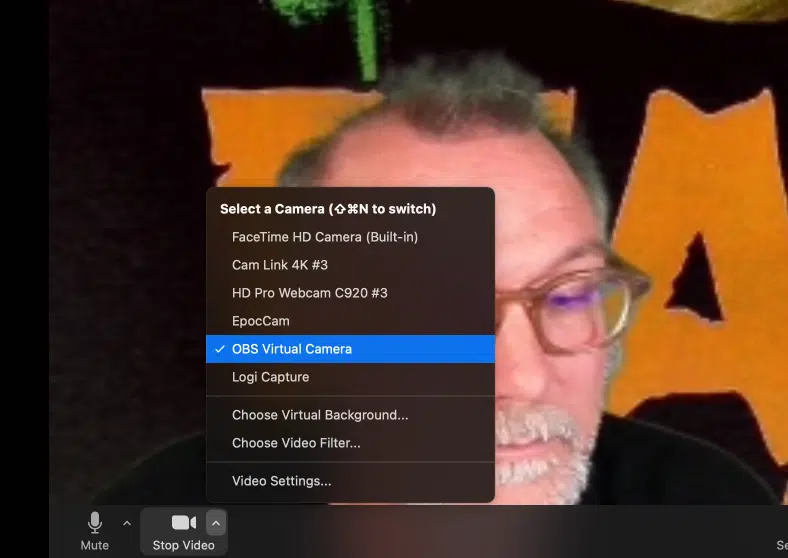 Select a Camera (⇧⌘N to switch)
FaceTime HD Camera (Built-in)
Cam Link 4K #3
HD Pro Webcam C920 #3
EpocCam
✓ OBS Virtual Camera
Logi Capture
Choose Virtual Background...
Choose Video Filter...
Video Settings...
Mute
Stop Video